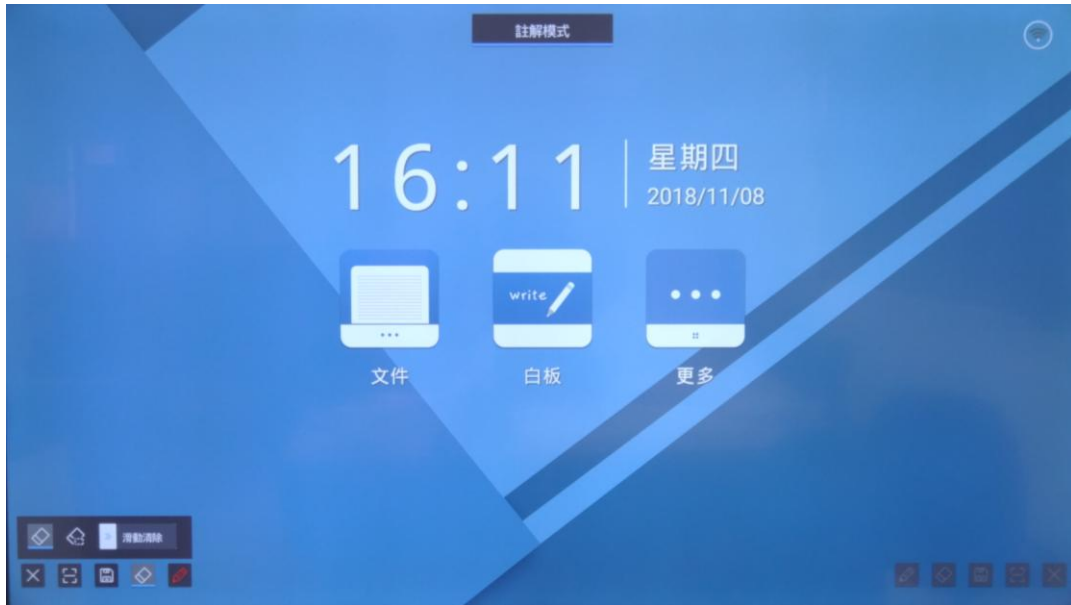 註解模式
16:11
星期四
2018/11/08
write
文件
白板
更多
滑動清除